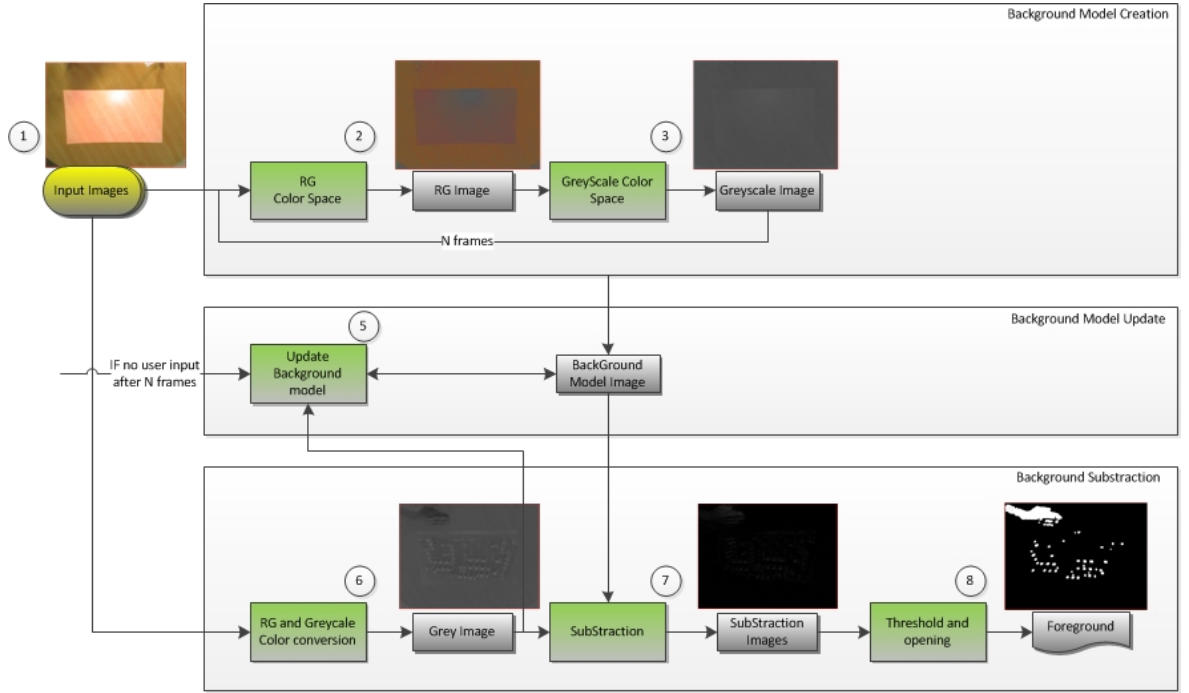 Background Model Creation
1
2
3
Input Images
RG
Color Space
RG Image
GreyScale Color
Space
Greyscale Image
N frames
Background Model Update
5
IF no user input
after N frames
Update
Background
model
BackGround
Model Image
Background Substraction
6
7
8
RG and Greycale
Color conversion
Grey Image
SubStraction
SubStraction
Images
Threshold and
opening
Foreground